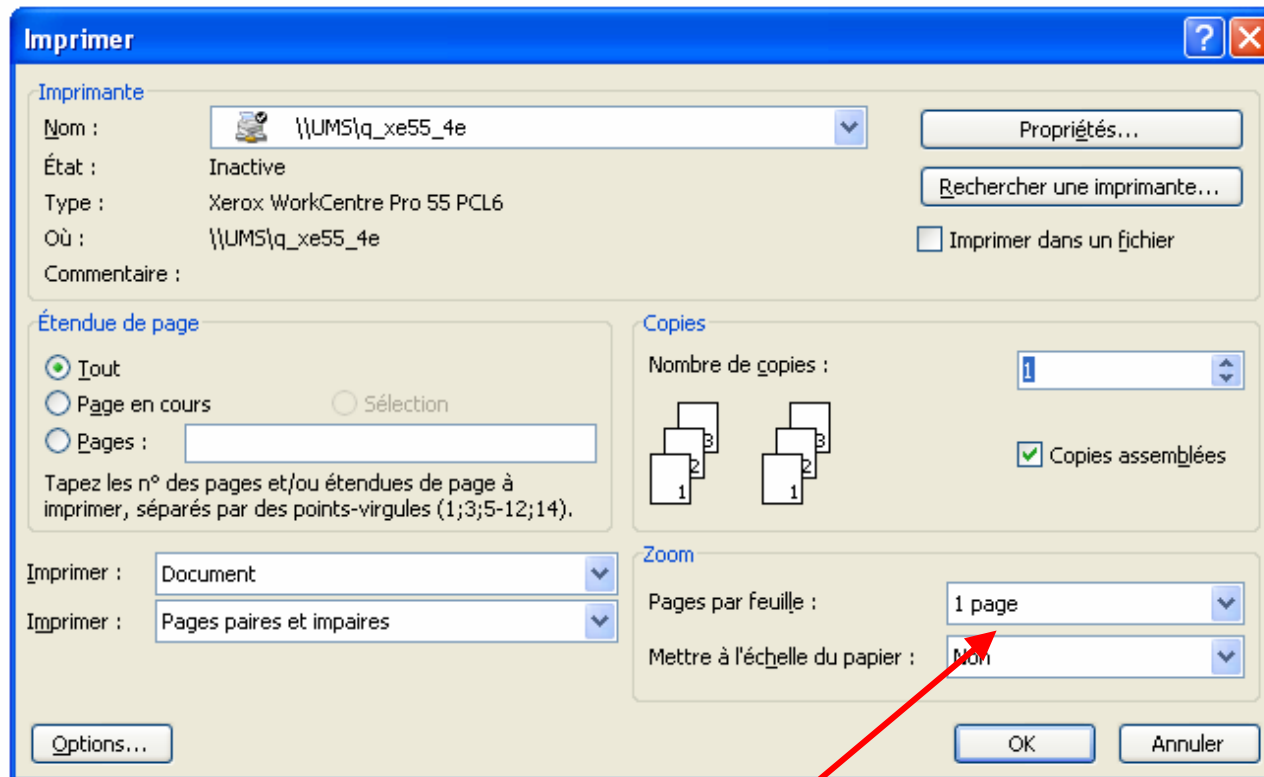 Imprimer
Imprimante
Nom : \\UMS\q_xe55_4e Propriétés...
État : Inactive
Rechercher une imprimante...
Type : Xerox WorkCentre Pro 55 PCL6
Où : \\UMS\q_xe55_4e Imprimer dans un fichier
Commentaire :
Étendue de page
Tout
Page en cours Sélection
Pages :
Tapez les n° des pages et/ou étendues de page à
imprimer, séparés par des points-virgules (1;3;5-12;14).
Copies
Nombre de copies : 1
3 3
2 2
1 1
Copies assemblées
Imprimer : Document
Imprimer : Pages paires et impaires
Zoom
Pages par feuille : 1 page
Mettre à l'échelle du papier : Non
Options... OK Annuler